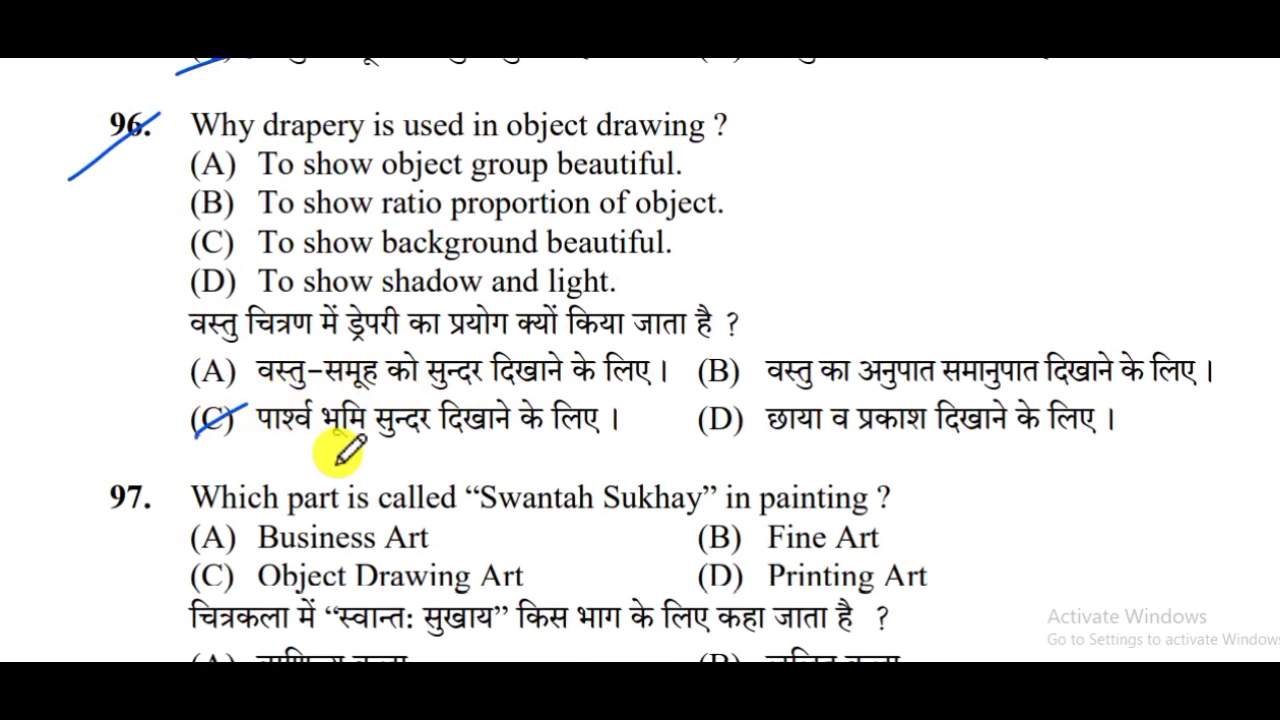 96. Why drapery is used in object drawing ?
(A) To show object group beautiful.
(B) To show ratio proportion of object.
(C) To show background beautiful.
(D) To show shadow and light.
वस्तु चित्रण में ड्रेपरी का प्रयोग क्यों किया जाता है ?
(A) वस्तु-समूह को सुन्दर दिखाने के लिए । (B) वस्तु का अनुपात समानुपात दिखाने के लिए ।
(C) पार्श्व भूमि सुन्दर दिखाने के लिए । (D) छाया व प्रकाश दिखाने के लिए ।
97. Which part is called “Swantah Sukhay” in painting ?
(A) Business Art (B) Fine Art
(C) Object Drawing Art (D) Printing Art
चित्रकला में “स्वान्त: सुखाय” किस भाग के लिए कहा जाता है ?
Activate Windows
Go to Settings to activate Windows